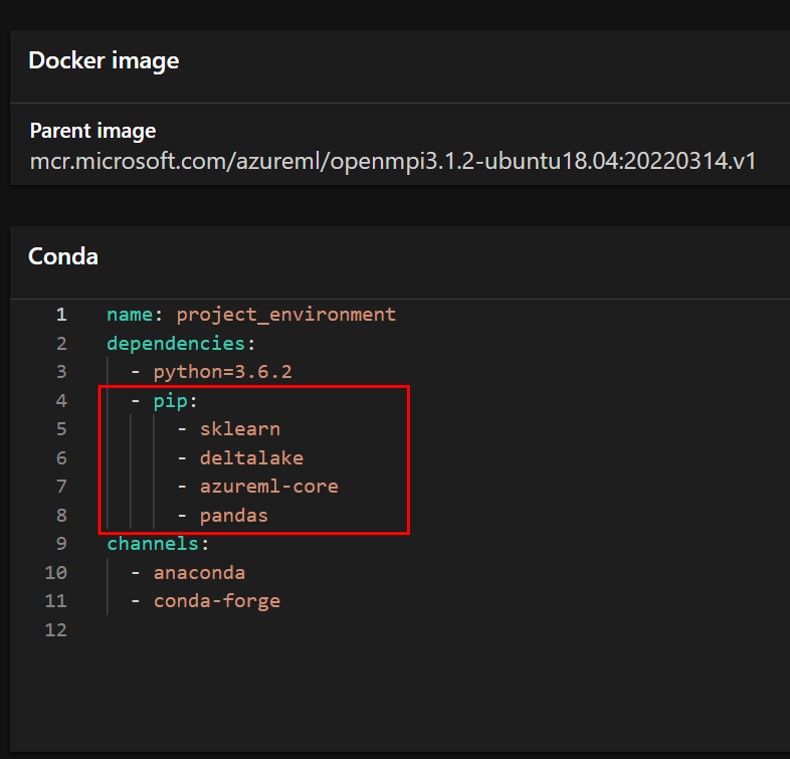 Docker image
Parent image
mcr.microsoft.com/azureml/openmpi3.1.2-ubuntu18.04:20220314.v1
Conda
1 name: project_environment
2 dependencies:
3 - python=3.6.2
4 - pip:
5 - sklearn
6 - deltalake
7 - azureml-core
8 - pandas
9 channels:
10 - anaconda
11 - conda-forge
12